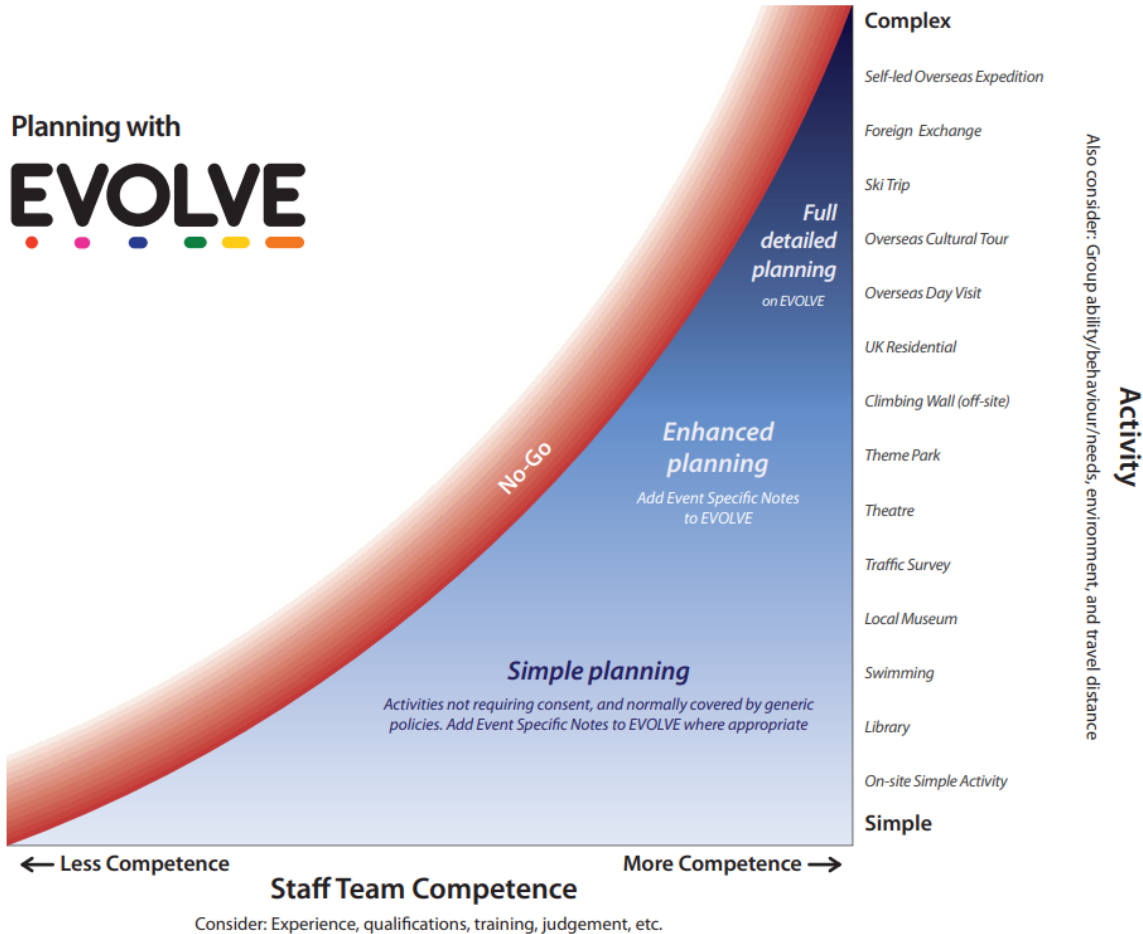 Planning with
EVOLVE
No-Go
Full
detailed
planning
on EVOLVE
Enhanced
planning
Add Event Specific Notes
to EVOLVE
Simple planning
Activities not requiring consent, and normally covered by generic
policies. Add Event Specific Notes to EVOLVE where appropriate
Complex
Self-led Overseas Expedition
Foreign Exchange
Ski Trip
Overseas Cultural Tour
Overseas Day Visit
UK Residential
Climbing Wall (off-site)
Theme Park
Theatre
Traffic Survey
Local Museum
Swimming
Library
On-site Simple Activity
Simple
Also consider: Group ability/behaviour/needs, environment, and travel distance
Activity
← Less Competence
More Competence →
Staff Team Competence
Consider: Experience, qualifications, training, judgement, etc.